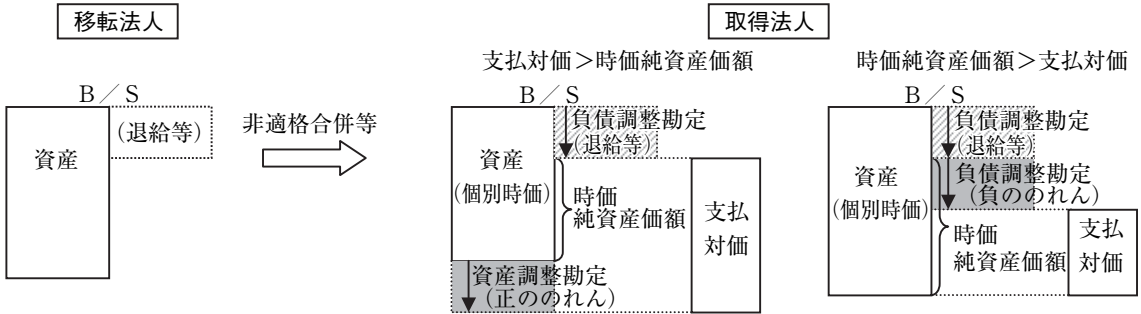 移転法人
B／S
資産
(退給等)
非適格合併等
取得法人
支払対価＞時価純資産価額
B／S
負債調整勘定
(退給等)
資産
(個別時価)
時価
純資産価額
支払
対価
資産調整勘定
(正ののれん)
時価純資産価額＞支払対価
B／S
負債調整勘定
(退給等)
負債調整勘定
(負ののれん)
資産
(個別時価)
時価
純資産価額
支払
対価